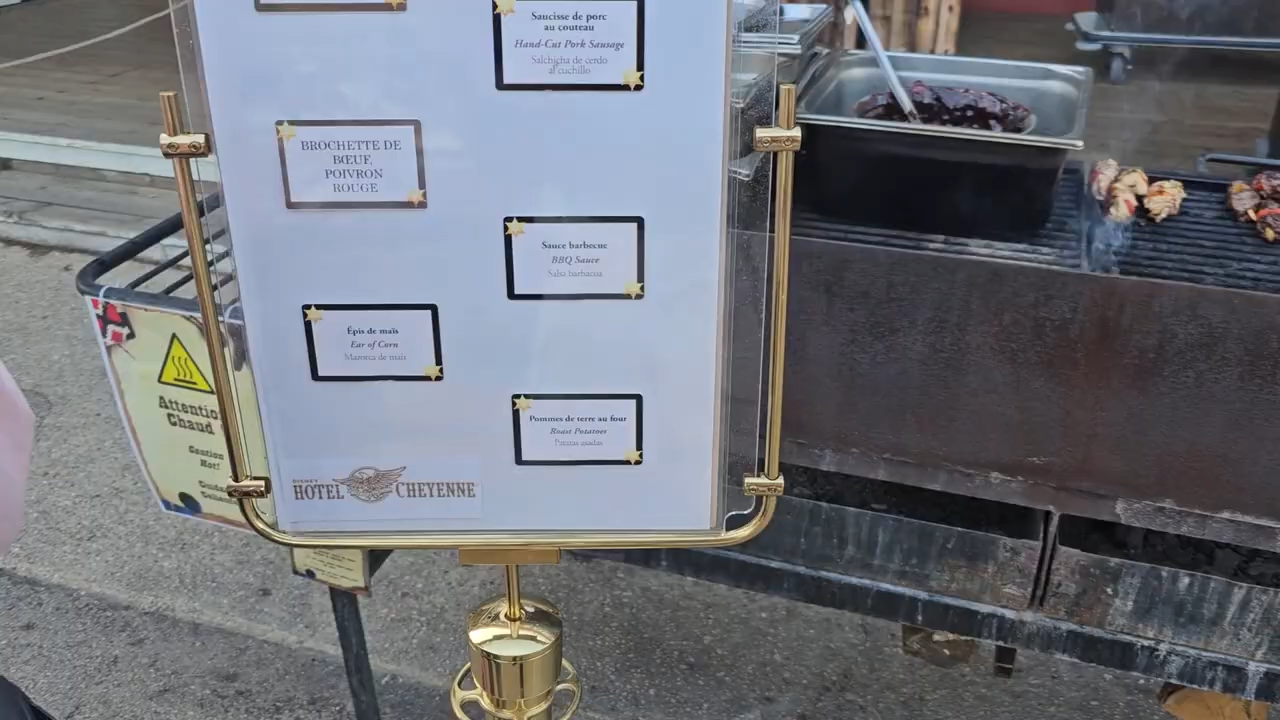 Saucisse de porc
au couteau
Hand-Cut Pork Sausage
Salchicha de cerdo
al cuchillo
BROCHETTE DE
BŒUF,
POIVRON
ROUGE
Sauce barbecue
BBQ Sauce
Salsa barbacoa
Épis de maïs
Ear of Corn
Mazorca de maíz
Pommes de terre au four
Roast Potatoes
Patatas asadas
DISNEY
HOTEL CHEYENNE
Attentio
Chaud
Caution
Hot!